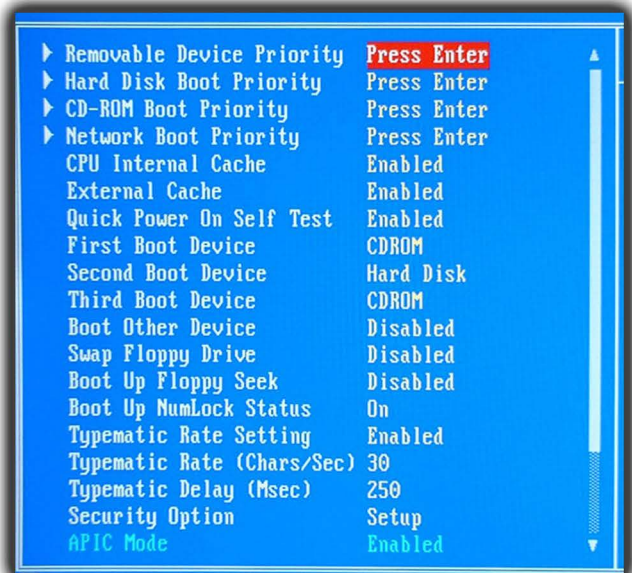 Removable Device Priority Press Enter
Hard Disk Boot Priority Press Enter
CD-ROM Boot Priority Press Enter
Network Boot Priority Press Enter
CPU Internal Cache Enabled
External Cache Enabled
Quick Power On Self Test Enabled
First Boot Device CDROM
Second Boot Device Hard Disk
Third Boot Device CDROM
Boot Other Device Disabled
Swap Floppy Drive Disabled
Boot Up Floppy Seek Disabled
Boot Up NumLock Status On
Typematic Rate Setting Enabled
Typematic Rate (Chars/Sec) 30
Typematic Delay (Msec) 250
Security Option Setup
APIC Mode Enabled